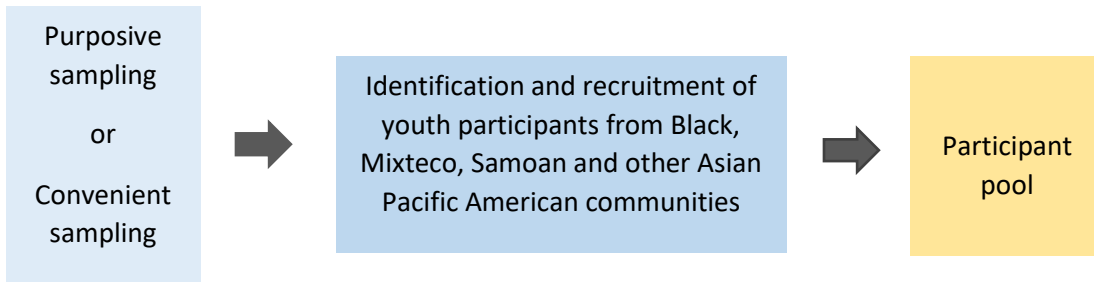 Purposive
sampling
or
Convenient
sampling
Identification and recruitment of
youth participants from Black,
Mixteco, Samoan and other Asian
Pacific American communities
Participant
pool